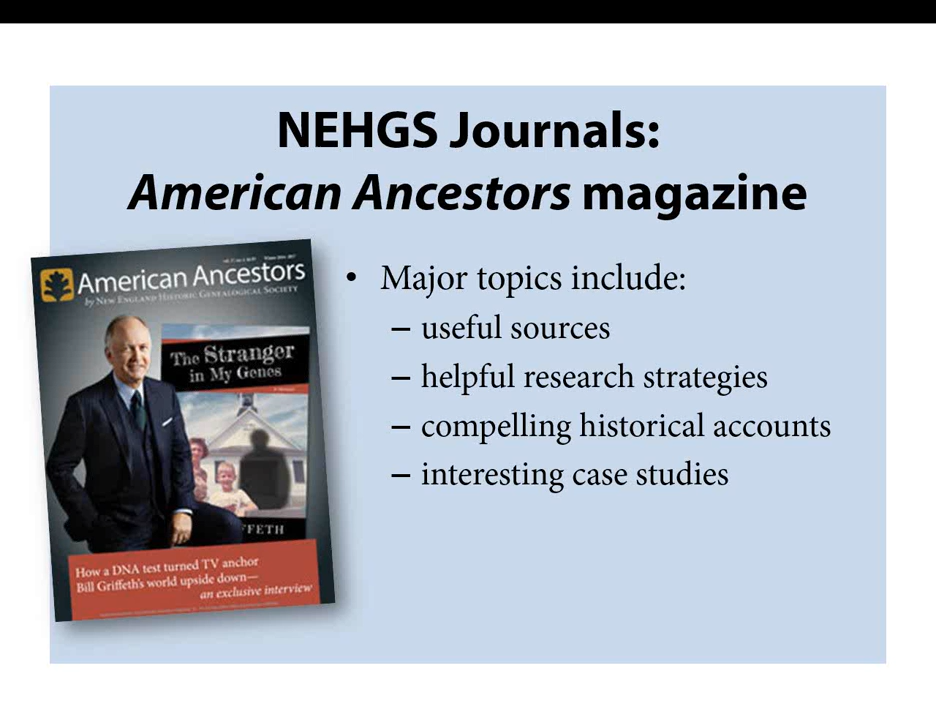 NEHGS Journals:
American Ancestors magazine
American Ancestors
by New England Historic Genealogical Society
The Stranger
in My Genes
FFETH
How a DNA test turned TV anchor
Bill Griffeth's world upside down—
an exclusive interview
• Major topics include:
– useful sources
– helpful research strategies
– compelling historical accounts
– interesting case studies